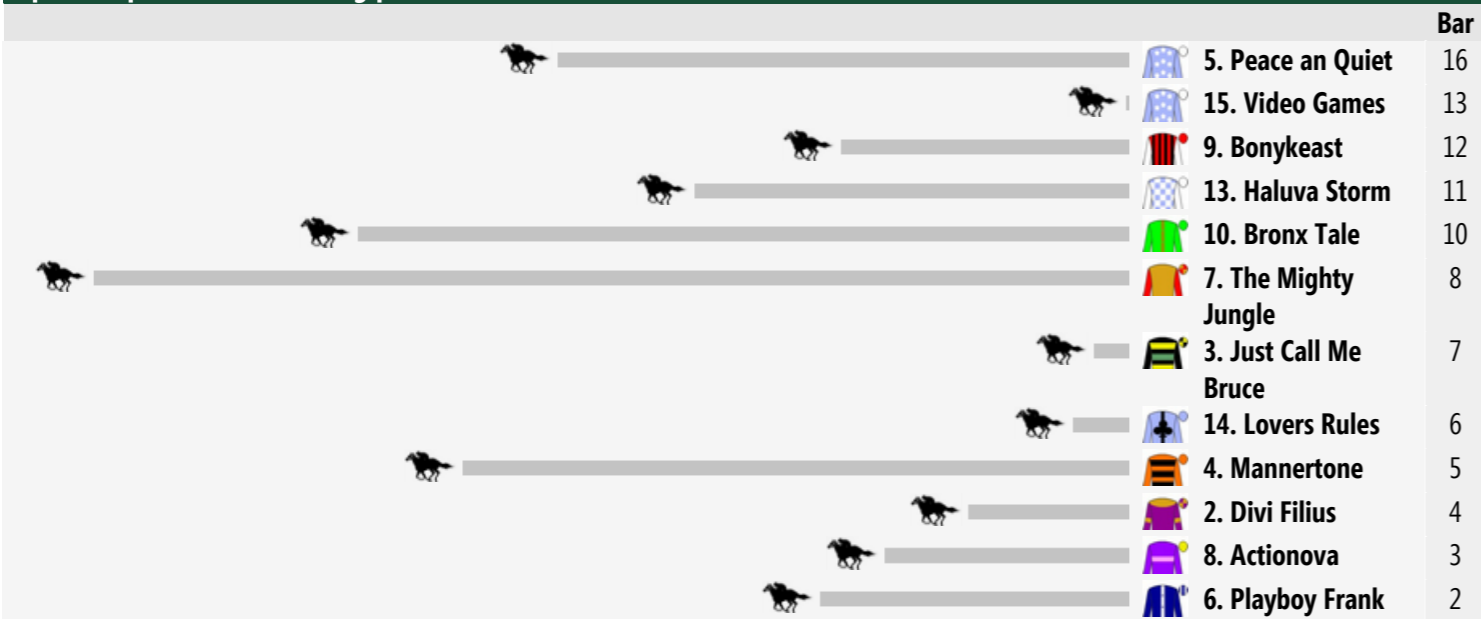 Bar
5. Peace an Quiet 16
15. Video Games 13
9. Bonykeast 12
13. Haluva Storm 11
10. Bronx Tale 10
7. The Mighty 8
Jungle
3. Just Call Me 7
Bruce
14. Lovers Rules 6
4. Mannertone 5
2. Divi Filius 4
8. Actionova 3
6. Playboy Frank 2